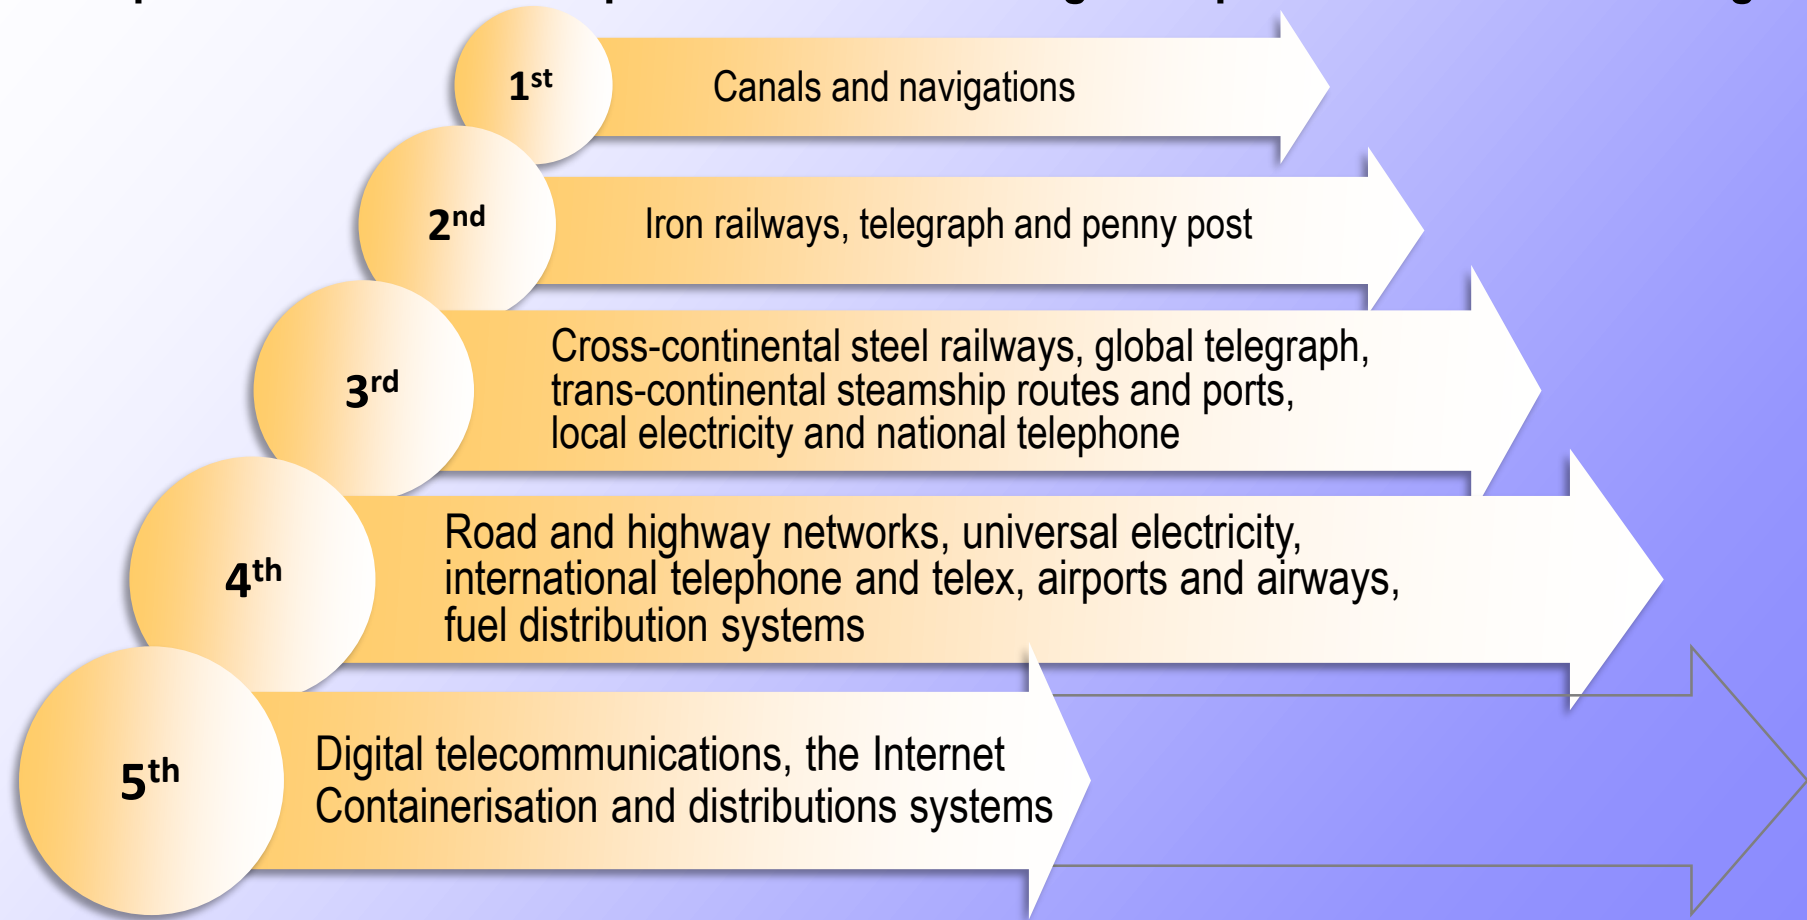 1st
Canals and navigations
2nd
Iron railways, telegraph and penny post
3rd
Cross-continental steel railways, global telegraph,
trans-continental steamship routes and ports,
local electricity and national telephone
4th
Road and highway networks, universal electricity,
international telephone and telex, airports and airways,
fuel distribution systems
5th
Digital telecommunications, the Internet
Containerisation and distributions systems